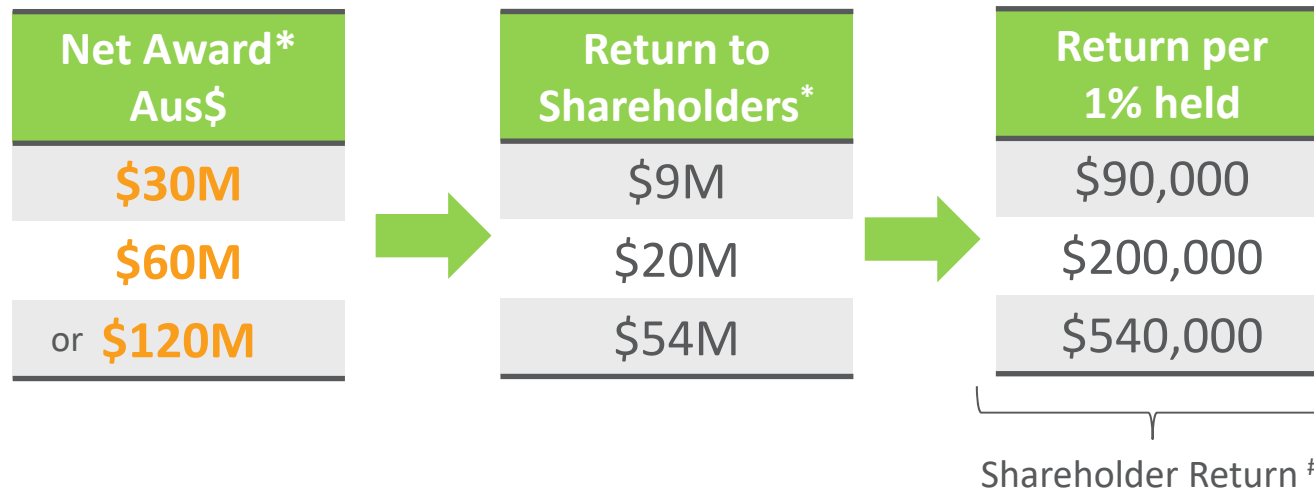 Net Award*
Aus$
$30M
$60M
or $120M
Return to
Shareholders*
$9M
$20M
$54M
Return per
1% held
$90,000
$200,000
$540,000
Shareholder Return #